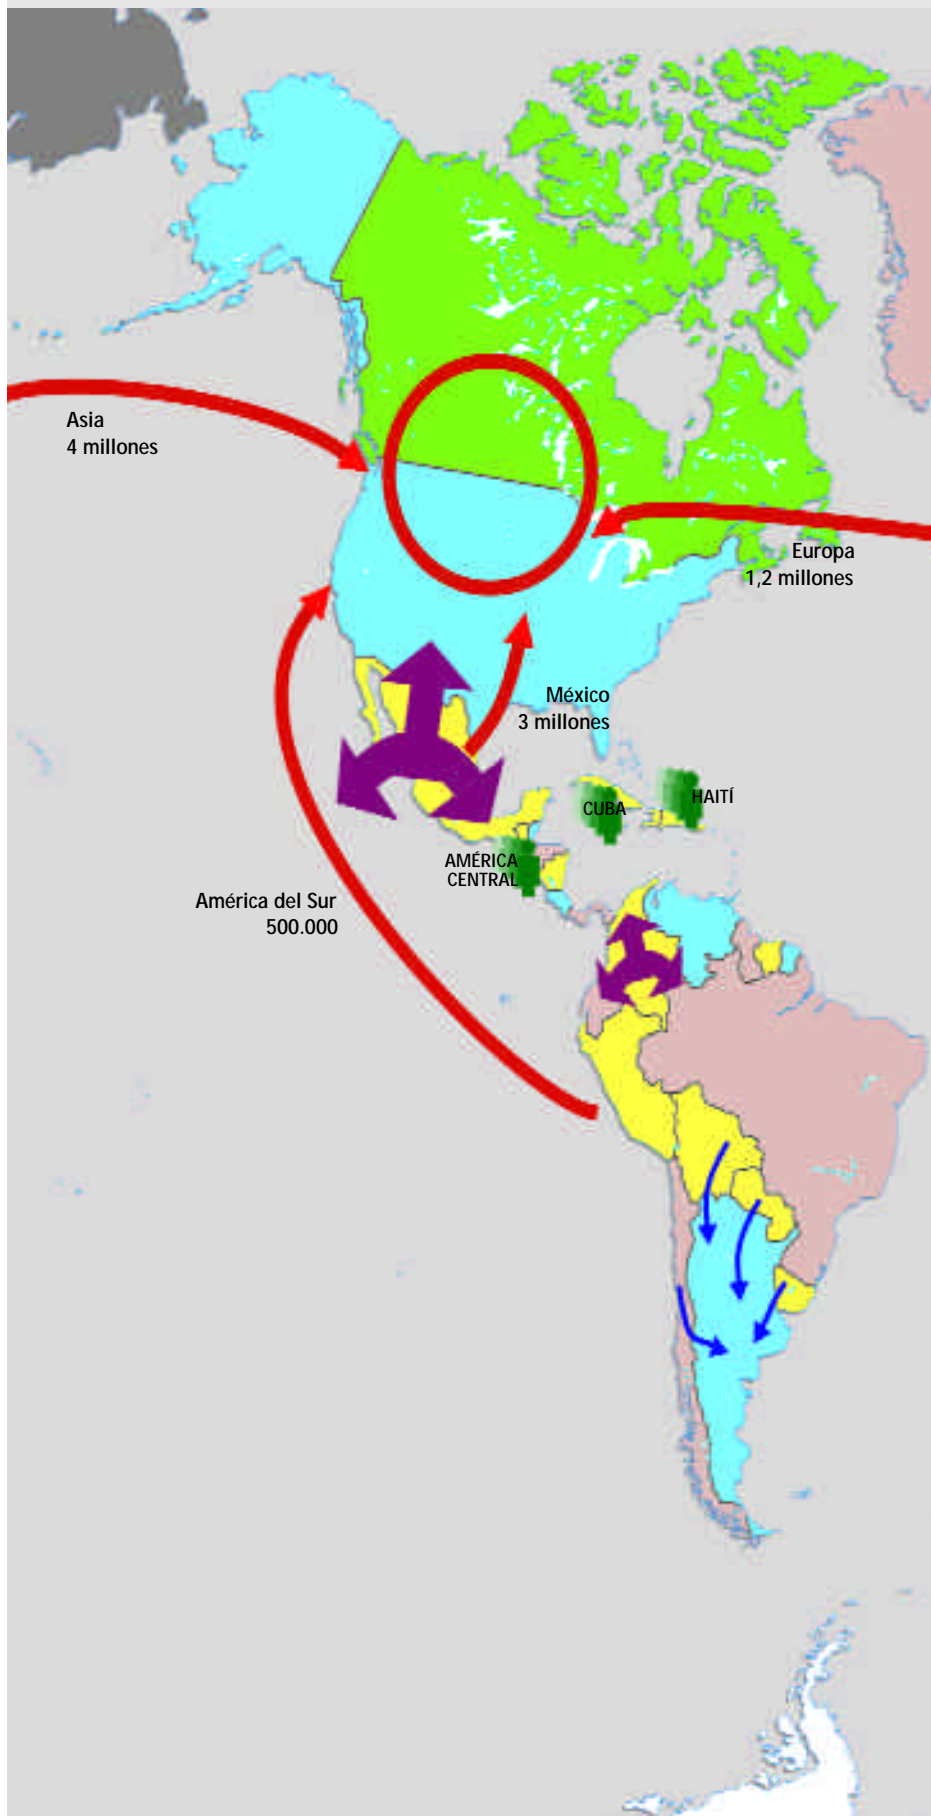 Asia
4 millones
Europa
1,2 millones
México
3 millones
CUBA
HAITÍ
AMÉRICA
CENTRAL
América del Sur
500.000